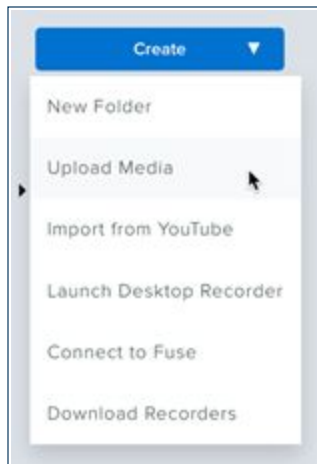 Create
New Folder
Upload Media
Import from YouTube
Launch Desktop Recorder
Connect to Fuse
Download Recorders